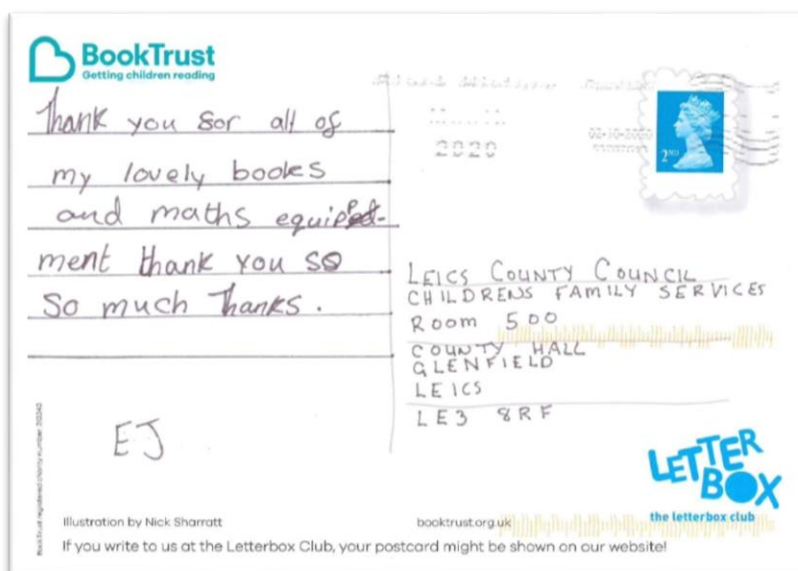 BookTrust
Getting children reading
Thank you for all of
my lovely books
and maths equip
ment thank you so
So much Thanks.
EJ
2020
2ND
LEICS COUNTY COUNCIL
CHILDRENS FAMILY SERVICES
ROOM 500
COUNTY HALL
GLENFIELD
LEICS
LE3 8RF
LETTER
BOX
the letterbox club
Illustration by Nick Sharratt
booktrust.org.uk
If you write to us at the Letterbox Club, your postcard might be shown on our website!